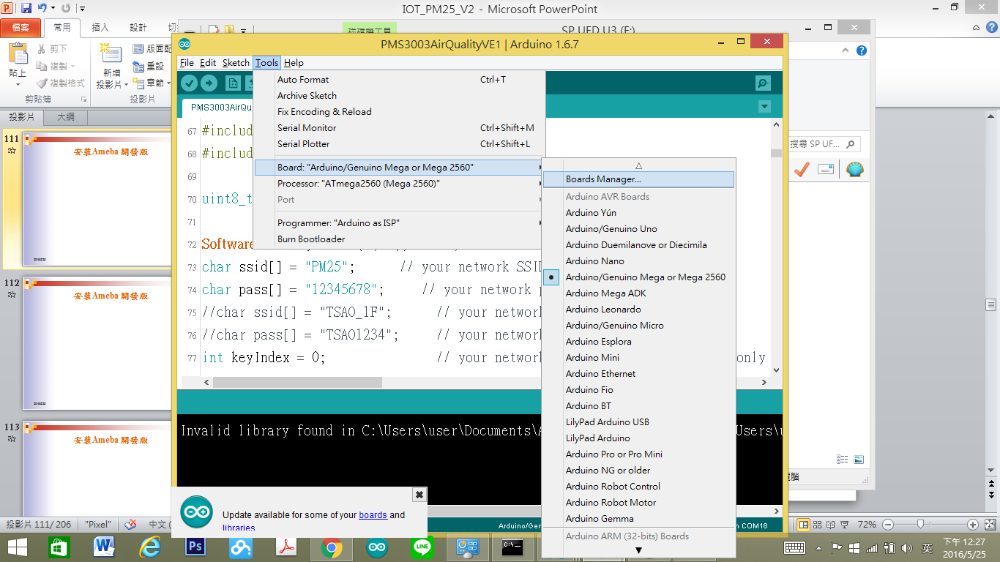 IOT_PM25_V2 - Microsoft PowerPoint
檔案 常用 插入 設計
磁碟機工具
SP UFD U3 (E:)
貼上
剪下
複製
複製格式
剪貼簿
新增
投影片
版面配
重設
章節
投影片
投影片 大綱
111
安裝Ameba 開發版
112
安裝Ameba 開發版
113
安裝Ameba 開發版
PMS3003AirQualityVE1 | Arduino 1.6.7
File Edit Sketch Tools Help
PMS3003AirQu
Auto Format Ctrl+T
Archive Sketch
Fix Encoding & Reload
Serial Monitor Ctrl+Shift+M
Serial Plotter Ctrl+Shift+L
Board: "Arduino/Genuino Mega or Mega 2560"
Processor: "ATmega2560 (Mega 2560)"
Port
Programmer: "Arduino as ISP"
Burn Bootloader
67 #includ
68 #includ
69
70 uint8_t
71
72 Software
73 char ssid[] = "PM25"; // your network SSI
74 char pass[] = "12345678"; // your network
75 //char ssid[] = "TSAO_1F"; // your network
76 //char pass[] = "TSAO1234"; // your network
77 int keyIndex = 0; // your network only
Boards Manager...
Arduino AVR Boards
Arduino Yún
Arduino/Genuino Uno
Arduino Duemilanove or Diecimila
Arduino Nano
Arduino/Genuino Mega or Mega 2560
Arduino Mega ADK
Arduino Leonardo
Arduino/Genuino Micro
Arduino Esplora
Arduino Mini
Arduino Ethernet
Arduino Fio
Arduino BT
LilyPad Arduino USB
LilyPad Arduino
Arduino Pro or Pro Mini
Arduino NG or older
Arduino Robot Control
Arduino Robot Motor
Arduino Gemma
Arduino ARM (32-bits) Boards
搜尋 SP UF...
Invalid library found in C:\Users\user\Documents\A Users\u
Update available for some of your boards and
libraries
Arduino/Gen n COM18
投影片 111/ 206 "Pixel" 中文 (
72%
英
下午 12:27
2016/5/25